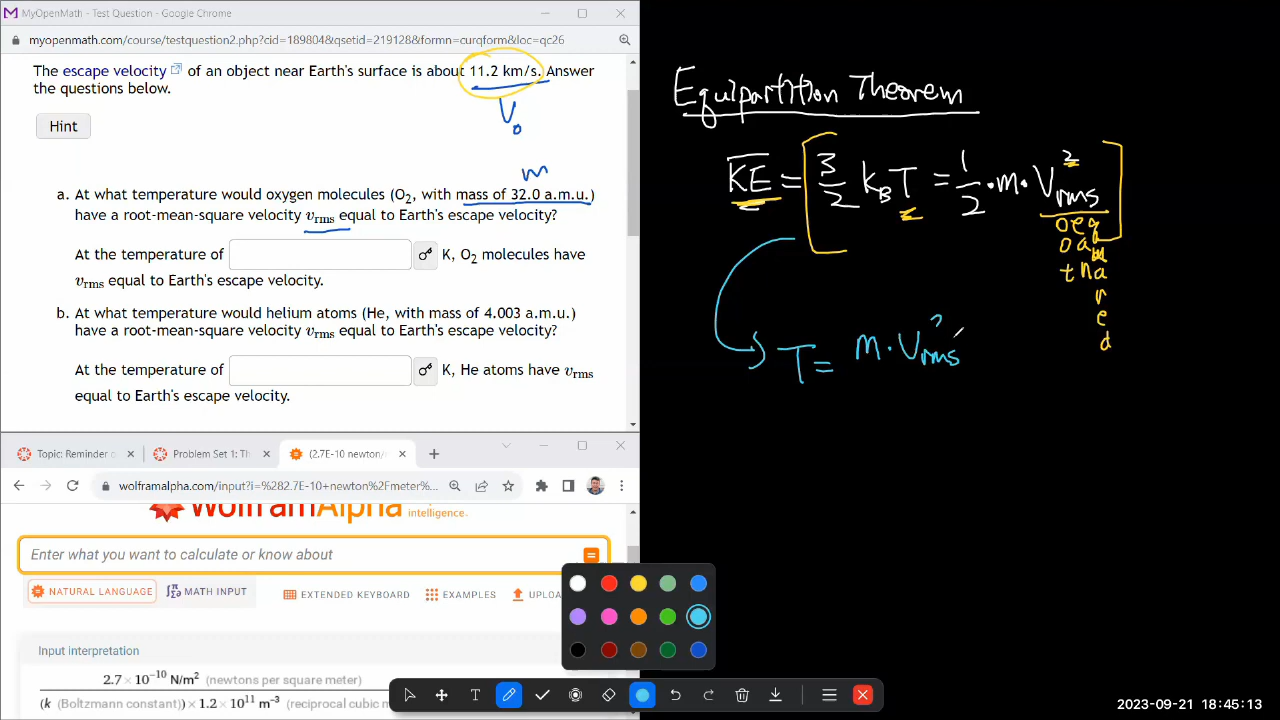 MyOpenMath - Test Question - Google Chrome
myopenmath.com/course/testquestion2.php?cid=189804&qsetid=219128&formn=curqform&loc=qc26
The escape velocity of an object near Earth's surface is about 11.2 km/s. Answer
the questions below.
V₀
Hint
m
a. At what temperature would oxygen molecules (O₂, with mass of 32.0 a.m.u.)
have a root-mean-square velocity vrms equal to Earth's escape velocity?
At the temperature of K, O₂ molecules have
vrms equal to Earth's escape velocity.
b. At what temperature would helium atoms (He, with mass of 4.003 a.m.u.)
have a root-mean-square velocity vrms equal to Earth's escape velocity?
At the temperature of K, He atoms have vrms
equal to Earth's escape velocity.
Topic: Reminder
Problem Set 1: Th
(2.7E-10 newton/
wolframalpha.com/input?i=%282.7E-10+newton%2Fmeter%...
WolframAlpha
intelligence.
Enter what you want to calculate or know about
NATURAL LANGUAGE
MATH INPUT
EXTENDED KEYBOARD
EXAMPLES
UPLOA
Input interpretation
2.7 × 10⁻¹⁰ N/m² (newtons per square meter)
(k (Boltzmann constant)) × 1.2 × 10¹¹ m⁻³ (reciprocal cubic m
Equipartition Theorem
KE = [3/2 kBT = 1/2 · m · Vrms²]
T = m · Vrms
2023-09-21 18:45:13